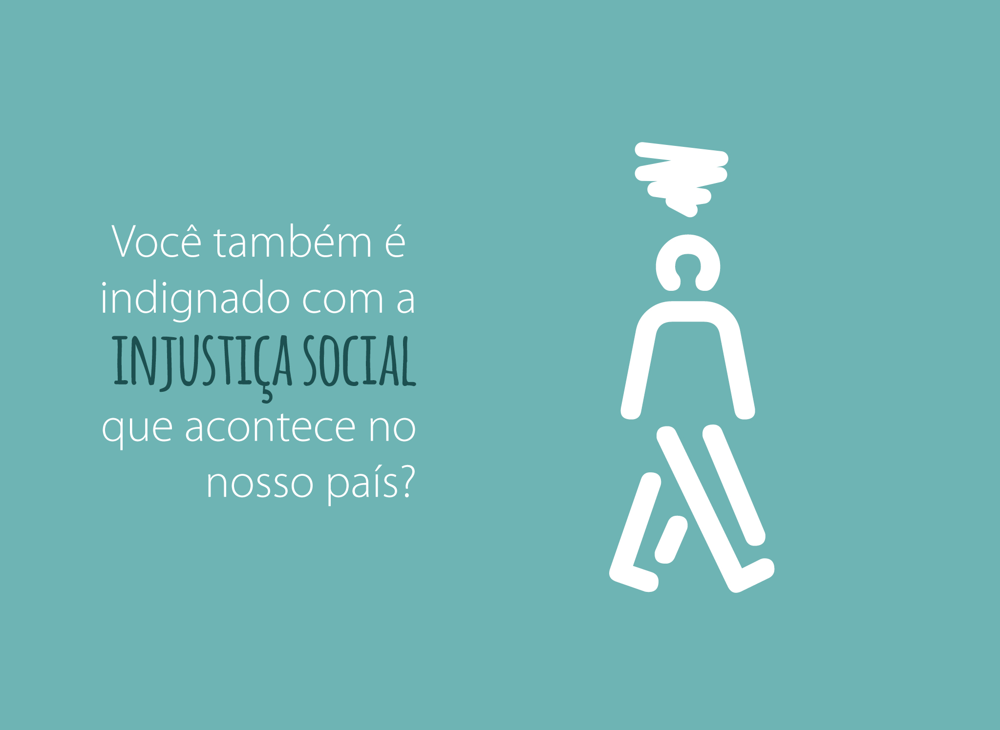 Você também é
indignado com a
INJUSTIÇA SOCIAL
que acontece no
nosso país?